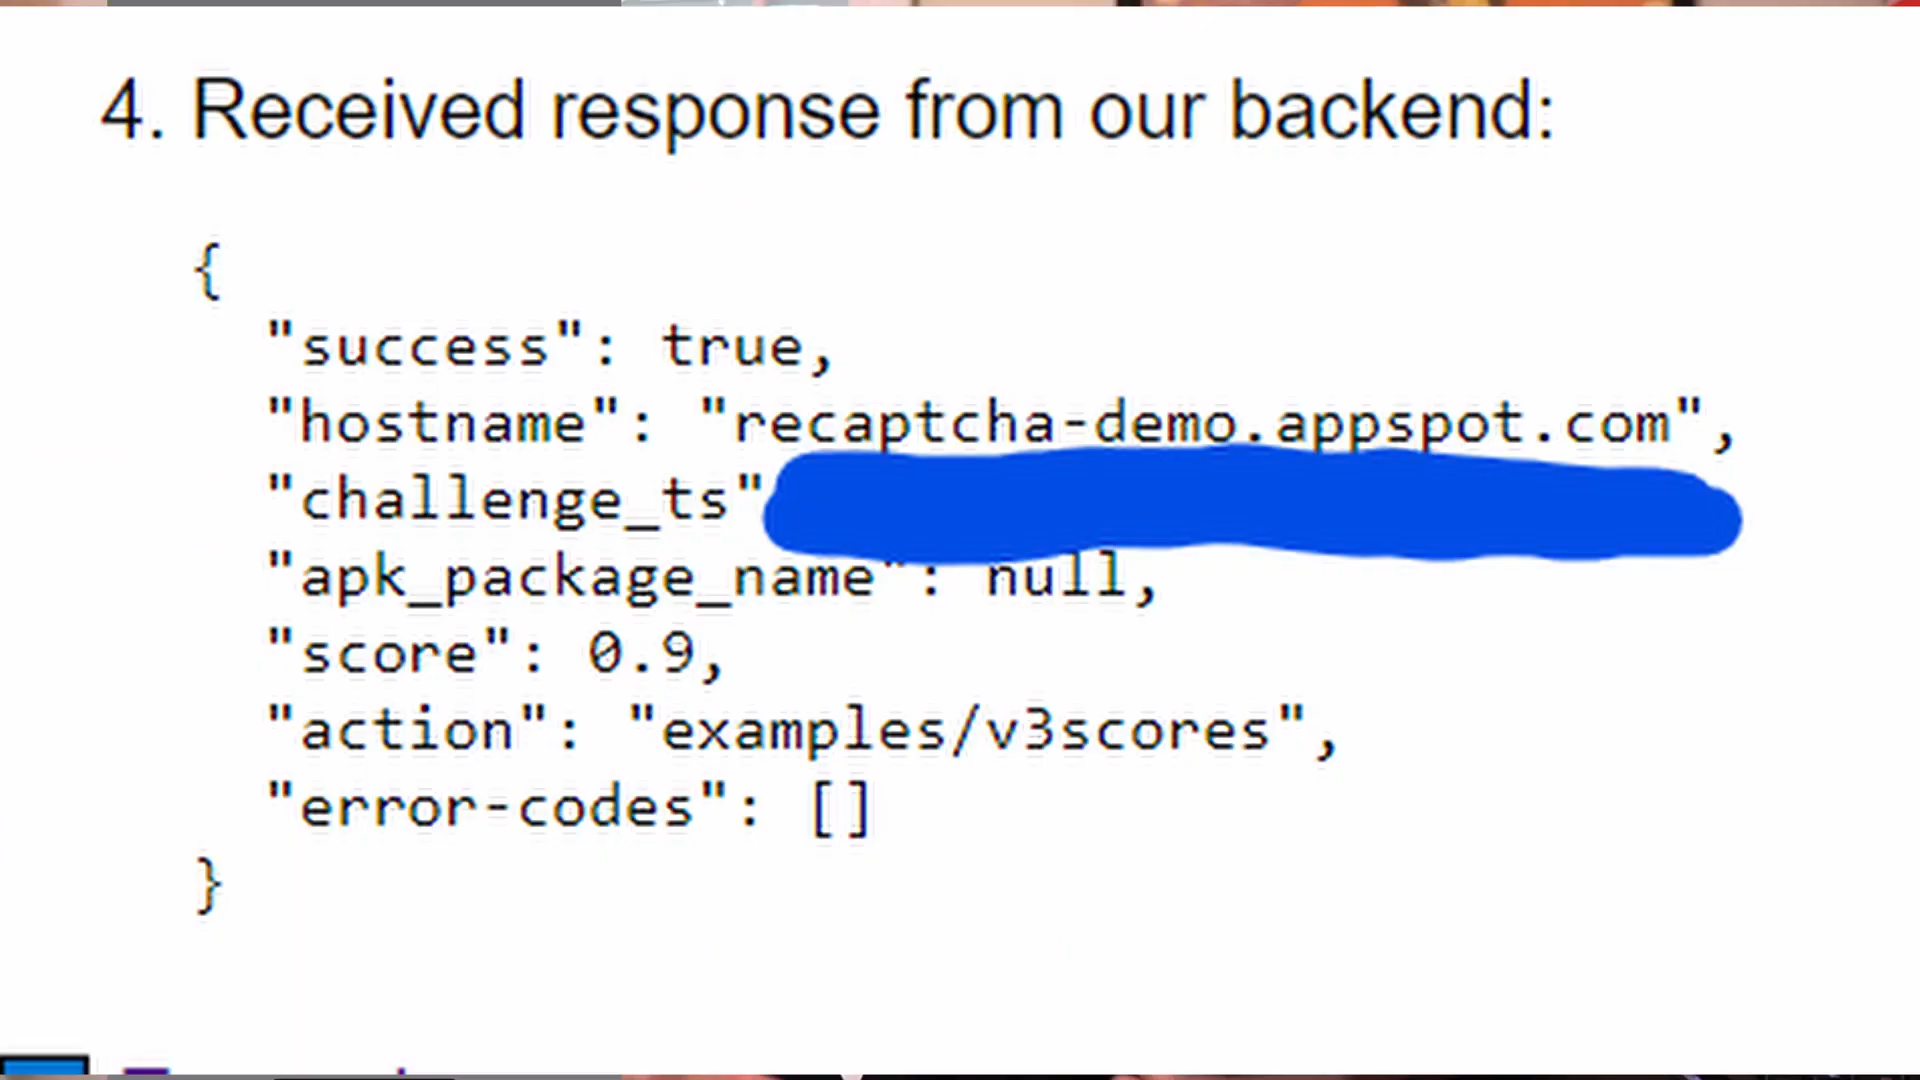 4. Received response from our backend:
{
"success": true,
"hostname": "recaptcha-demo.appspot.com",
"challenge_ts"
"apk_package_name": null,
"score": 0.9,
"action": "examples/v3scores",
"error-codes": []
}